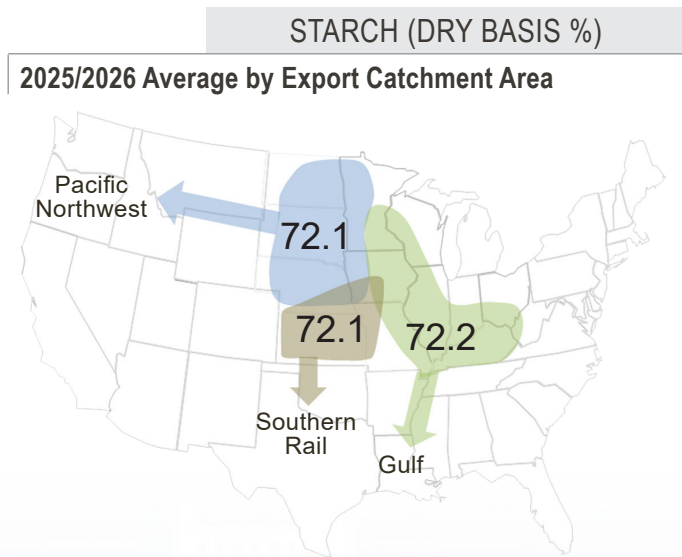 STARCH (DRY BASIS %)
2025/2026 Average by Export Catchment Area
Pacific
Northwest
72.1
72.1
72.2
Southern
Rail
Gulf